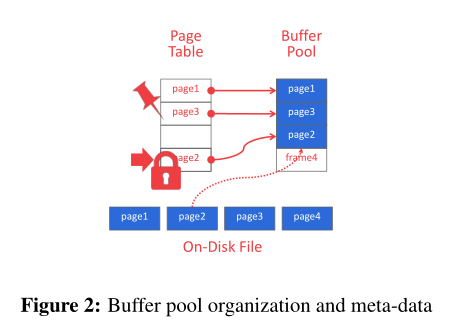 Page
Table
Buffer
Pool
page1
page3
page2
page1
page3
page2
frame4
page1 page2 page3 page4
On-Disk File
Figure 2: Buffer pool organization and meta-data